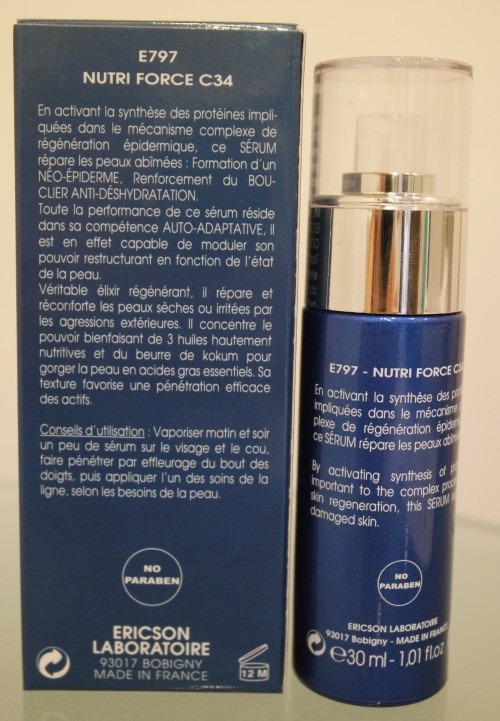 E797
NUTRI FORCE C34
En activant la synthèse des protéines impli-
quées dans le mécanisme complexe de
régénération épidermique, ce SÉRUM
répare les peaux abîmées : Formation d'un
NÉO-ÉPIDERME, Renforcement du BOU-
CLIER ANTI-DÉSHYDRATATION.
Toute la performance de ce sérum réside
dans sa compétence AUTO-ADAPTATIVE, il
est en effet capable de moduler son
pouvoir restructurant en fonction de l'état
de la peau.
Véritable élixir régénérant, il répare et
réconforte les peaux sèches ou irritées par
les agressions extérieures. Il concentre le
pouvoir bienfaisant de 3 huiles hautement
nutritives et du beurre de kokum pour
gorger la peau en acides gras essentiels. Sa
texture favorise une pénétration efficace
des actifs.
Conseils d'utilisation : Vaporiser matin et soir
un peu de sérum sur le visage et le cou,
faire pénétrer par effleurage du bout des
doigts, puis appliquer l'un des soins de la
ligne. selon les besoins de la peau.
NO
PARABEN
ERICSON
LABORATOIRE
93017 BOBIGNY
MADE IN FRANCE
12 M
E797 - NUTRI FORCE C34
En activant la synthèse des
impliquées dans le mécanisme
plexe de régénération
ce SÉRUM répare les peaux
By activating synthesis of
important to the complex
skin regeneration, this SERUM
damaged skin.
NO
PARABEN
ERICSON LABORATOIRE
93017 Bobigny - MADE IN FRANCE
℮30 ml - 1,01 fl.oz